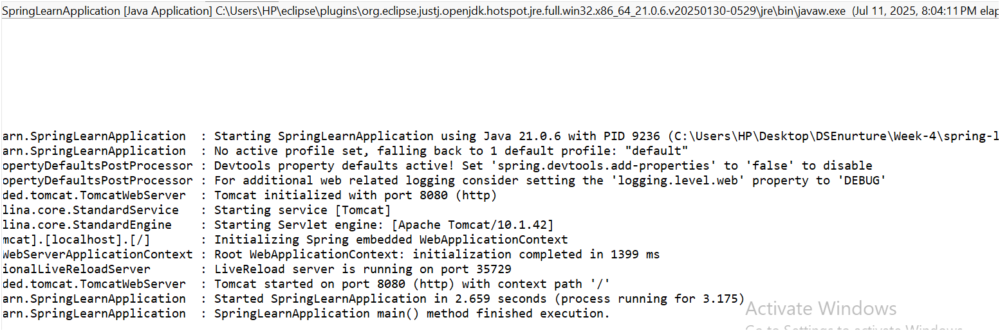 SpringLearnApplication [Java Application] C:\Users\HP\eclipse\plugins\org.eclipse.justj.openjdk.hotspot.jre.full.win32.x86_64_21.0.6.v20250130-0529\jre\bin\javaw.exe (Jul 11, 2025, 8:04:11 PM elap
arn.SpringLearnApplication : Starting SpringLearnApplication using Java 21.0.6 with PID 9236 (C:\Users\HP\Desktop\DSEnurture\Week-4\spring-l
arn.SpringLearnApplication : No active profile set, falling back to 1 default profile: "default"
opertyDefaultsPostProcessor : Devtools property defaults active! Set 'spring.devtools.add-properties' to 'false' to disable
opertyDefaultsPostProcessor : For additional web related logging consider setting the 'logging.level.web' property to 'DEBUG'
ded.tomcat.TomcatWebServer : Tomcat initialized with port 8080 (http)
lina.core.StandardService : Starting service [Tomcat]
lina.core.StandardEngine : Starting Servlet engine: [Apache Tomcat/10.1.42]
mcat].[localhost].[/] : Initializing Spring embedded WebApplicationContext
WebServerApplicationContext : Root WebApplicationContext: initialization completed in 1399 ms
ionalLiveReloadServer : LiveReload server is running on port 35729
ded.tomcat.TomcatWebServer : Tomcat started on port 8080 (http) with context path '/'
arn.SpringLearnApplication : Started SpringLearnApplication in 2.659 seconds (process running for 3.175)
arn.SpringLearnApplication : SpringLearnApplication main() method finished execution.
Activate Windows
Go to Settings to activate Windows.